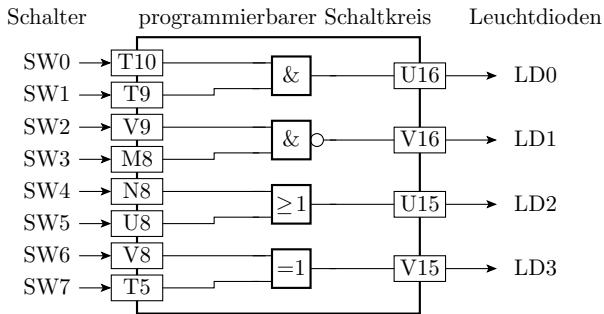 Schalter programmierbarer Schaltkreis Leuchtdioden
SW0 T10 & U16 LD0
SW1 T9
SW2 V9 & V16 LD1
SW3 M8
SW4 N8 ≥1 U15 LD2
SW5 U8
SW6 V8 =1 V15 LD3
SW7 T5